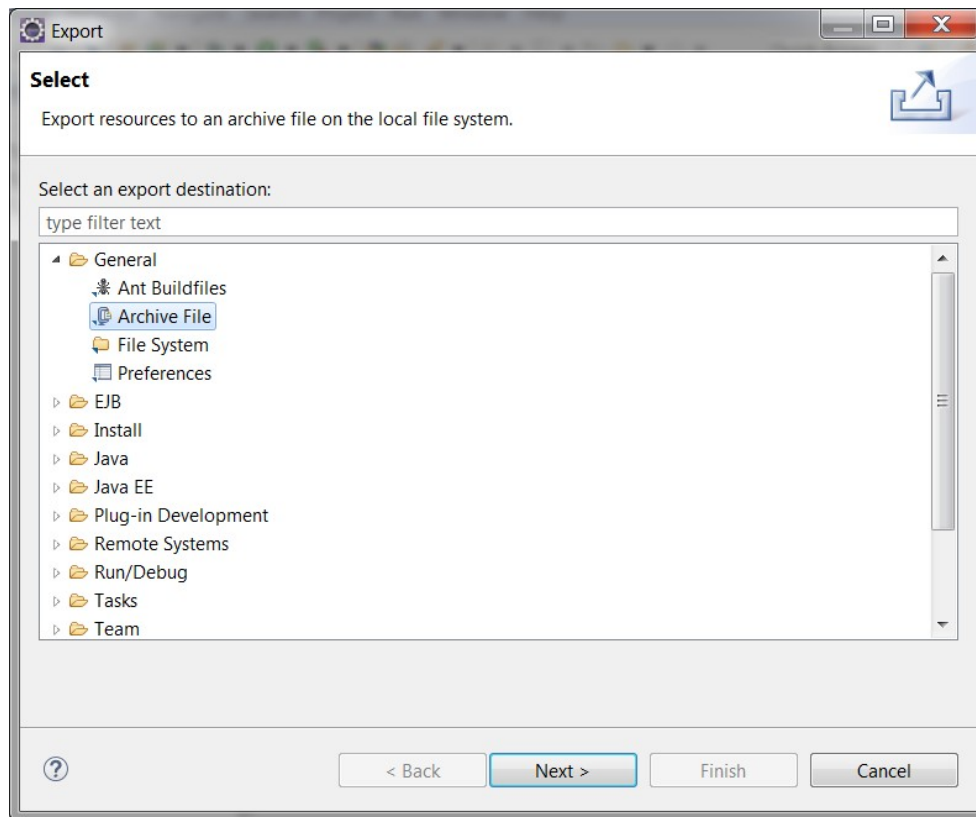 Export
Select
Export resources to an archive file on the local file system.
Select an export destination:
type filter text
General
Ant Buildfiles
Archive File
File System
Preferences
EJB
Install
Java
Java EE
Plug-in Development
Remote Systems
Run/Debug
Tasks
Team
< Back Next > Finish Cancel